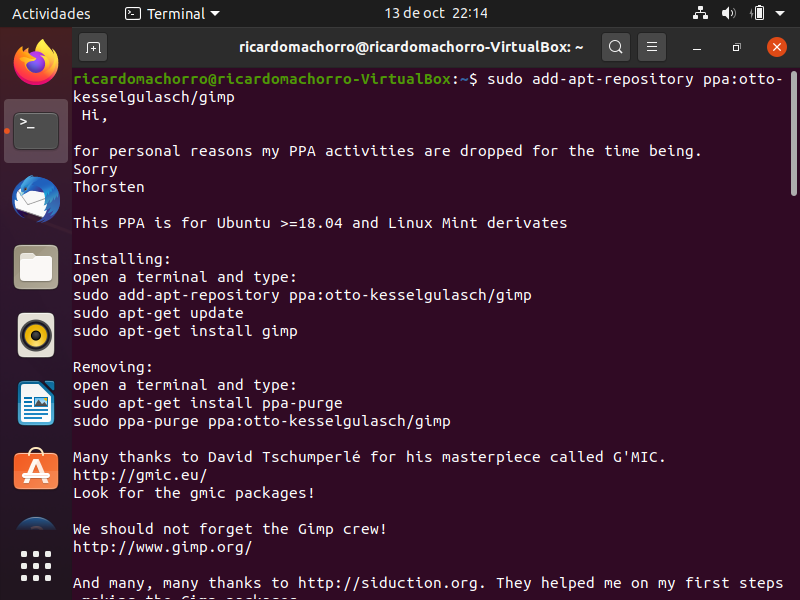 Actividades Terminal 13 de oct 22:14
ricardomachorro@ricardomachorro-VirtualBox: ~
ricardomachorro@ricardomachorro-VirtualBox:~$ sudo add-apt-repository ppa:otto-
kesselgulasch/gimp
Hi,
for personal reasons my PPA activities are dropped for the time being.
Sorry
Thorsten
This PPA is for Ubuntu >=18.04 and Linux Mint derivates
Installing:
open a terminal and type:
sudo add-apt-repository ppa:otto-kesselgulasch/gimp
sudo apt-get update
sudo apt-get install gimp
Removing:
open a terminal and type:
sudo apt-get install ppa-purge
sudo ppa-purge ppa:otto-kesselgulasch/gimp
Many thanks to David Tschumperlé for his masterpiece called G'MIC.
http://gmic.eu/
Look for the gmic packages!
We should not forget the Gimp crew!
http://www.gimp.org/
And many, many thanks to http://siduction.org. They helped me on my first steps
making the Gimp packages